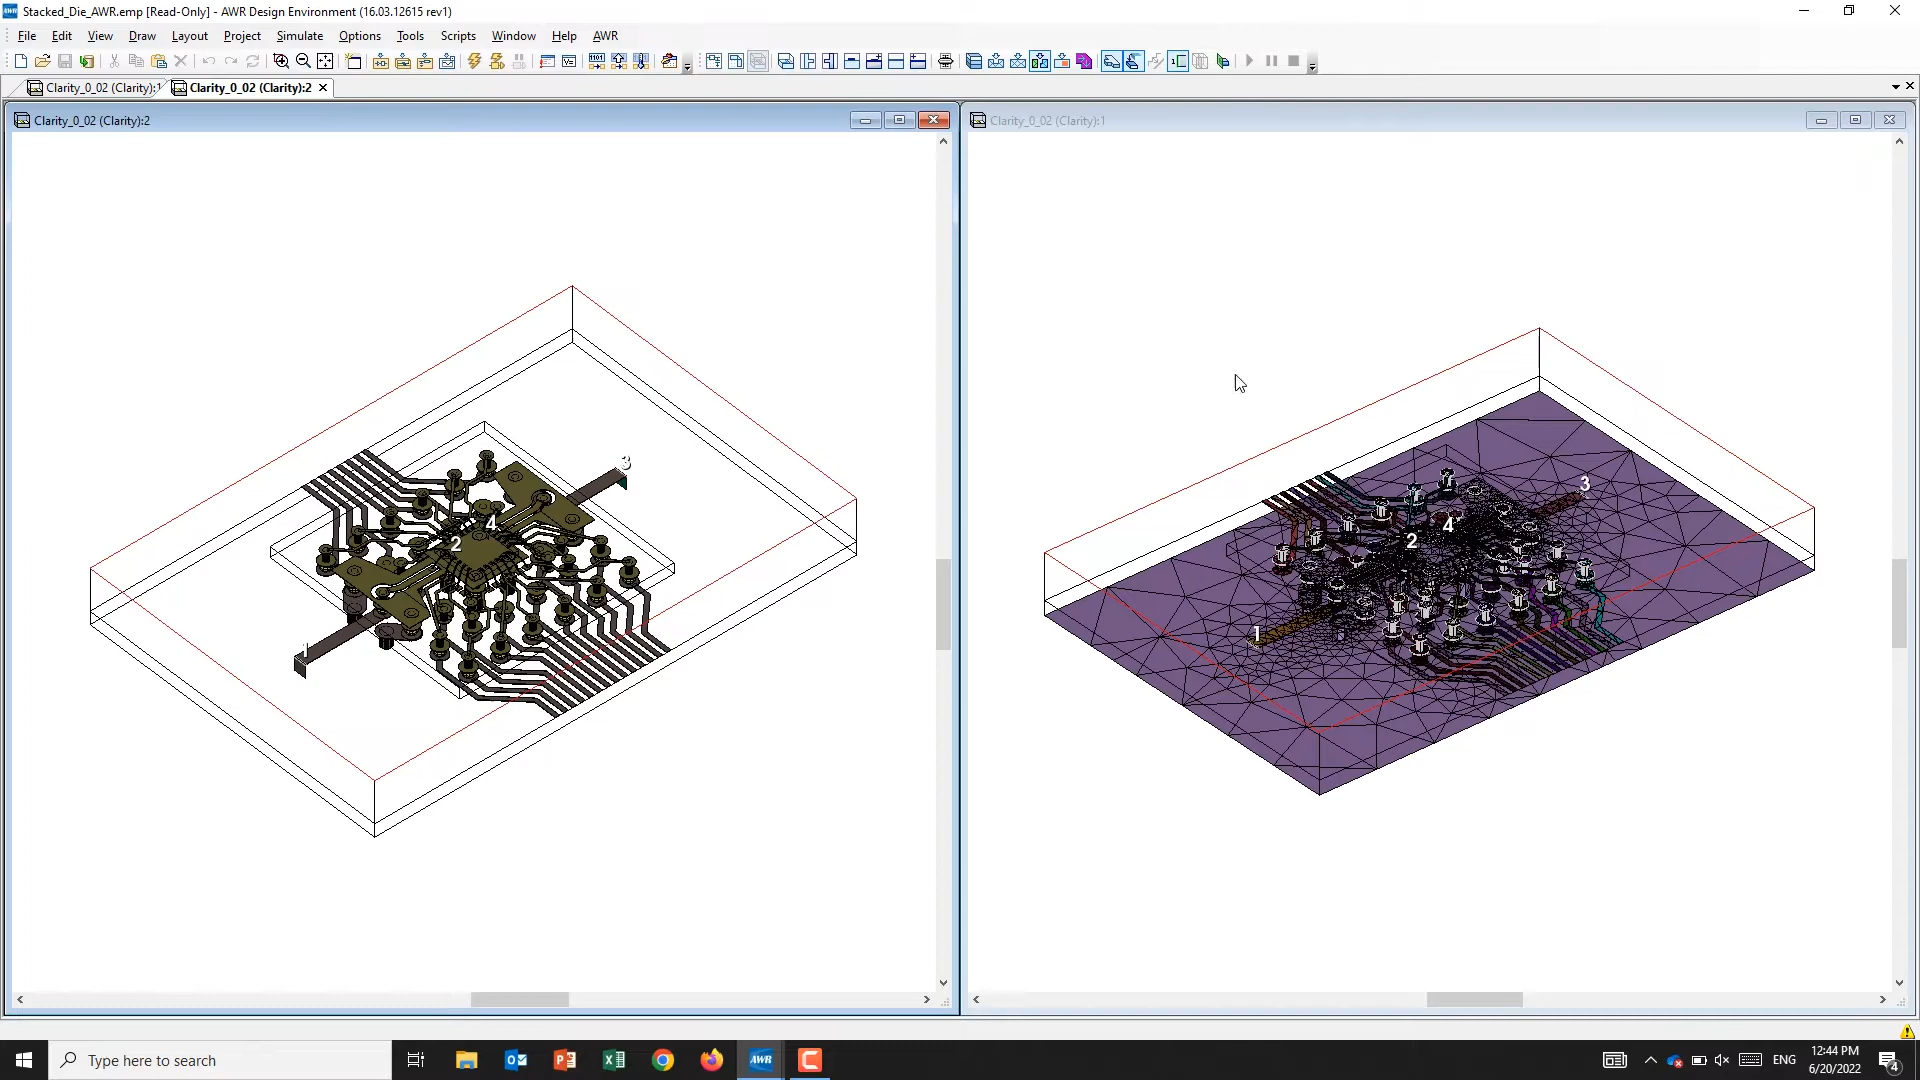 Stacked_Die_AWR.emp [Read-Only] - AWR Design Environment (16.03.12615 rev1)
File Edit View Draw Layout Project Simulate Options Tools Scripts Window Help AWR
Clarity_0_02 (Clarity):1 Clarity_0_02 (Clarity):2
Clarity_0_02 (Clarity):2
3
4
2
1
Clarity_0_02 (Clarity):1
3
4
2
1
Type here to search
AWR
ENG
12:44 PM
6/20/2022
4